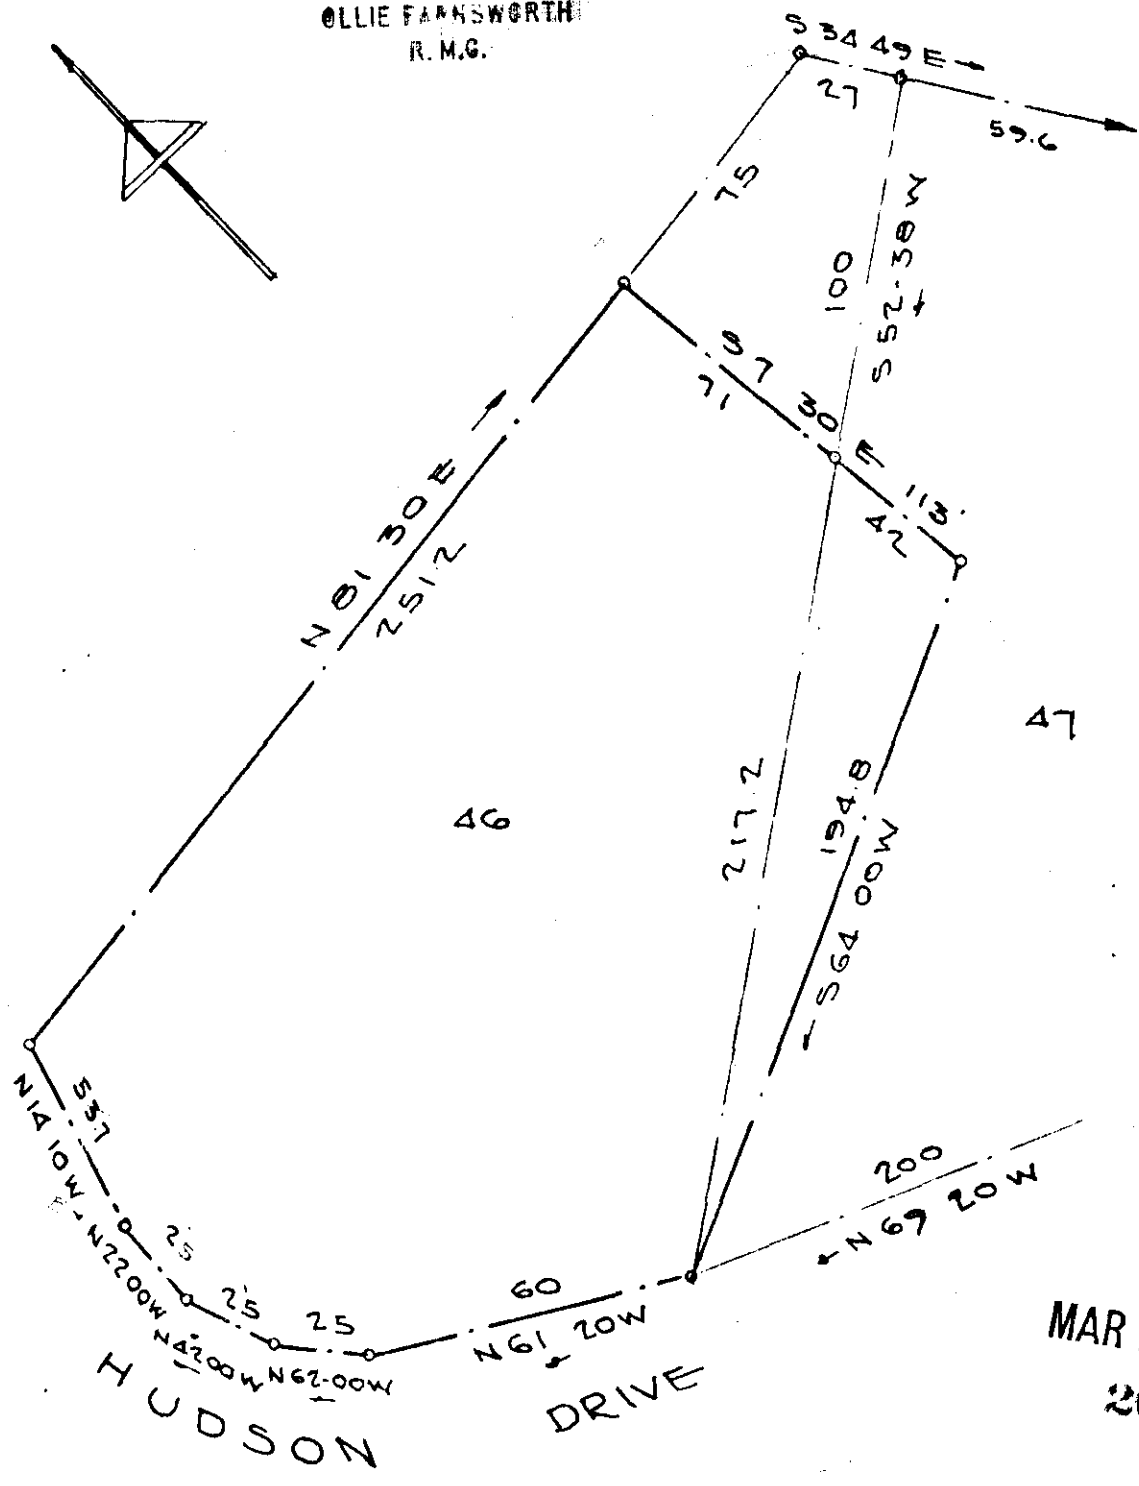 OLLIE FARNSWORTH
R. M. C.
S 34 49 E
27
59.6
75
100
S 52-38 W
S 7 30 E
71
113'
42
N 81 30 E
251.2
47
46
217.2
194.8
S 64 00 W
200
N 69 20 W
53.7
N 14 10 W
25
N 22 00 W
25
N 42 00 W
25
N 62-00 W
60
N 61 20 W
HUDSON DRIVE
MAR